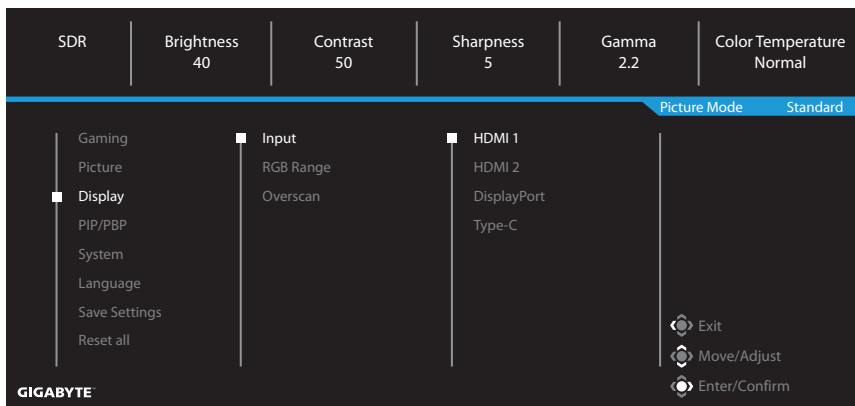 SDR
Brightness
40
Contrast
50
Sharpness
5
Gamma
2.2
Color Temperature
Normal
Picture Mode Standard
Gaming
Picture
Display
PIP/PBP
System
Language
Save Settings
Reset all
Input
RGB Range
Overscan
HDMI 1
HDMI 2
DisplayPort
Type-C
Exit
Move/Adjust
Enter/Confirm
GIGABYTE™